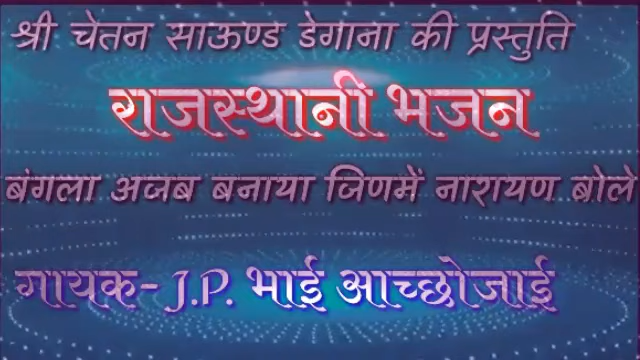 श्री चेतन साऊण्ड डेगाना की प्रस्तुति
राजस्थानी भजन
बंगला अजब बनाया जिणमें नारायण बोले
गायक- J.P. भाई आच्छोजाई